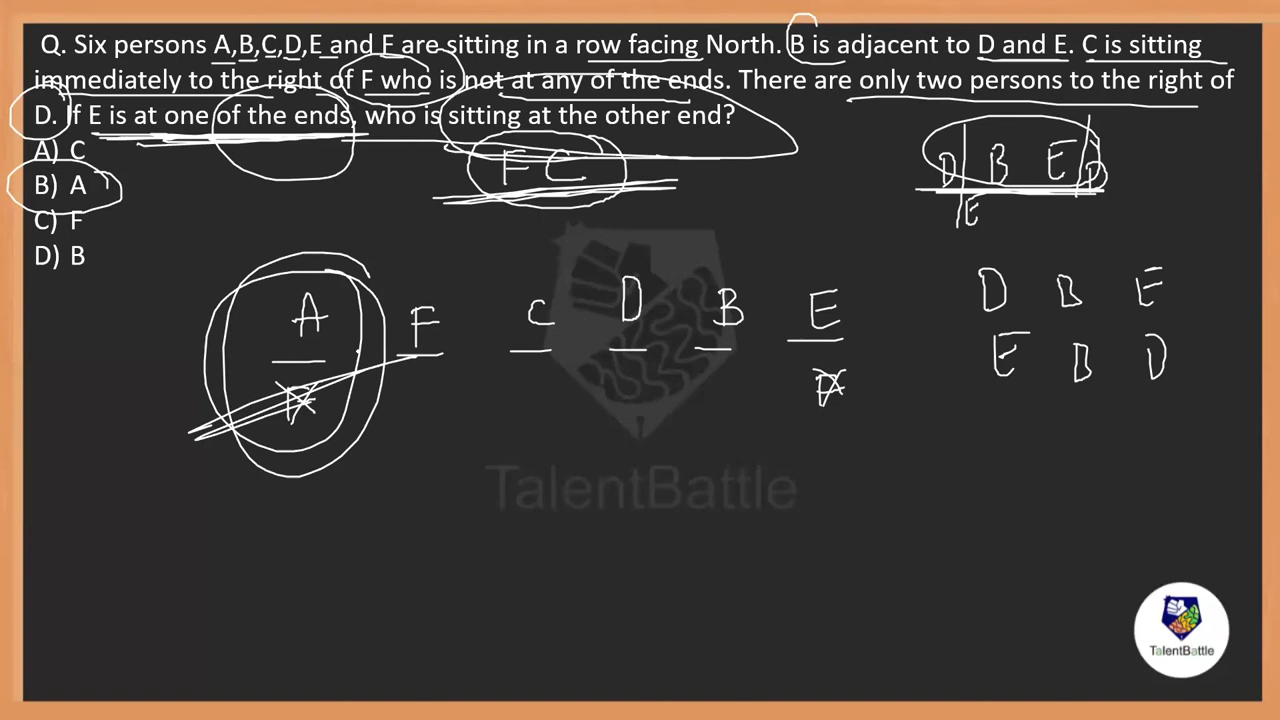 Q. Six persons A,B,C,D,E and F are sitting in a row facing North. B is adjacent to D and E. C is sitting
immediately to the right of F who is not at any of the ends. There are only two persons to the right of
D. If E is at one of the ends, who is sitting at the other end?
A) C
B) A
C) F
D) B
F C
D B E D
E
A F C D B E
D B E
E B D
TalentBattle
TalentBattle